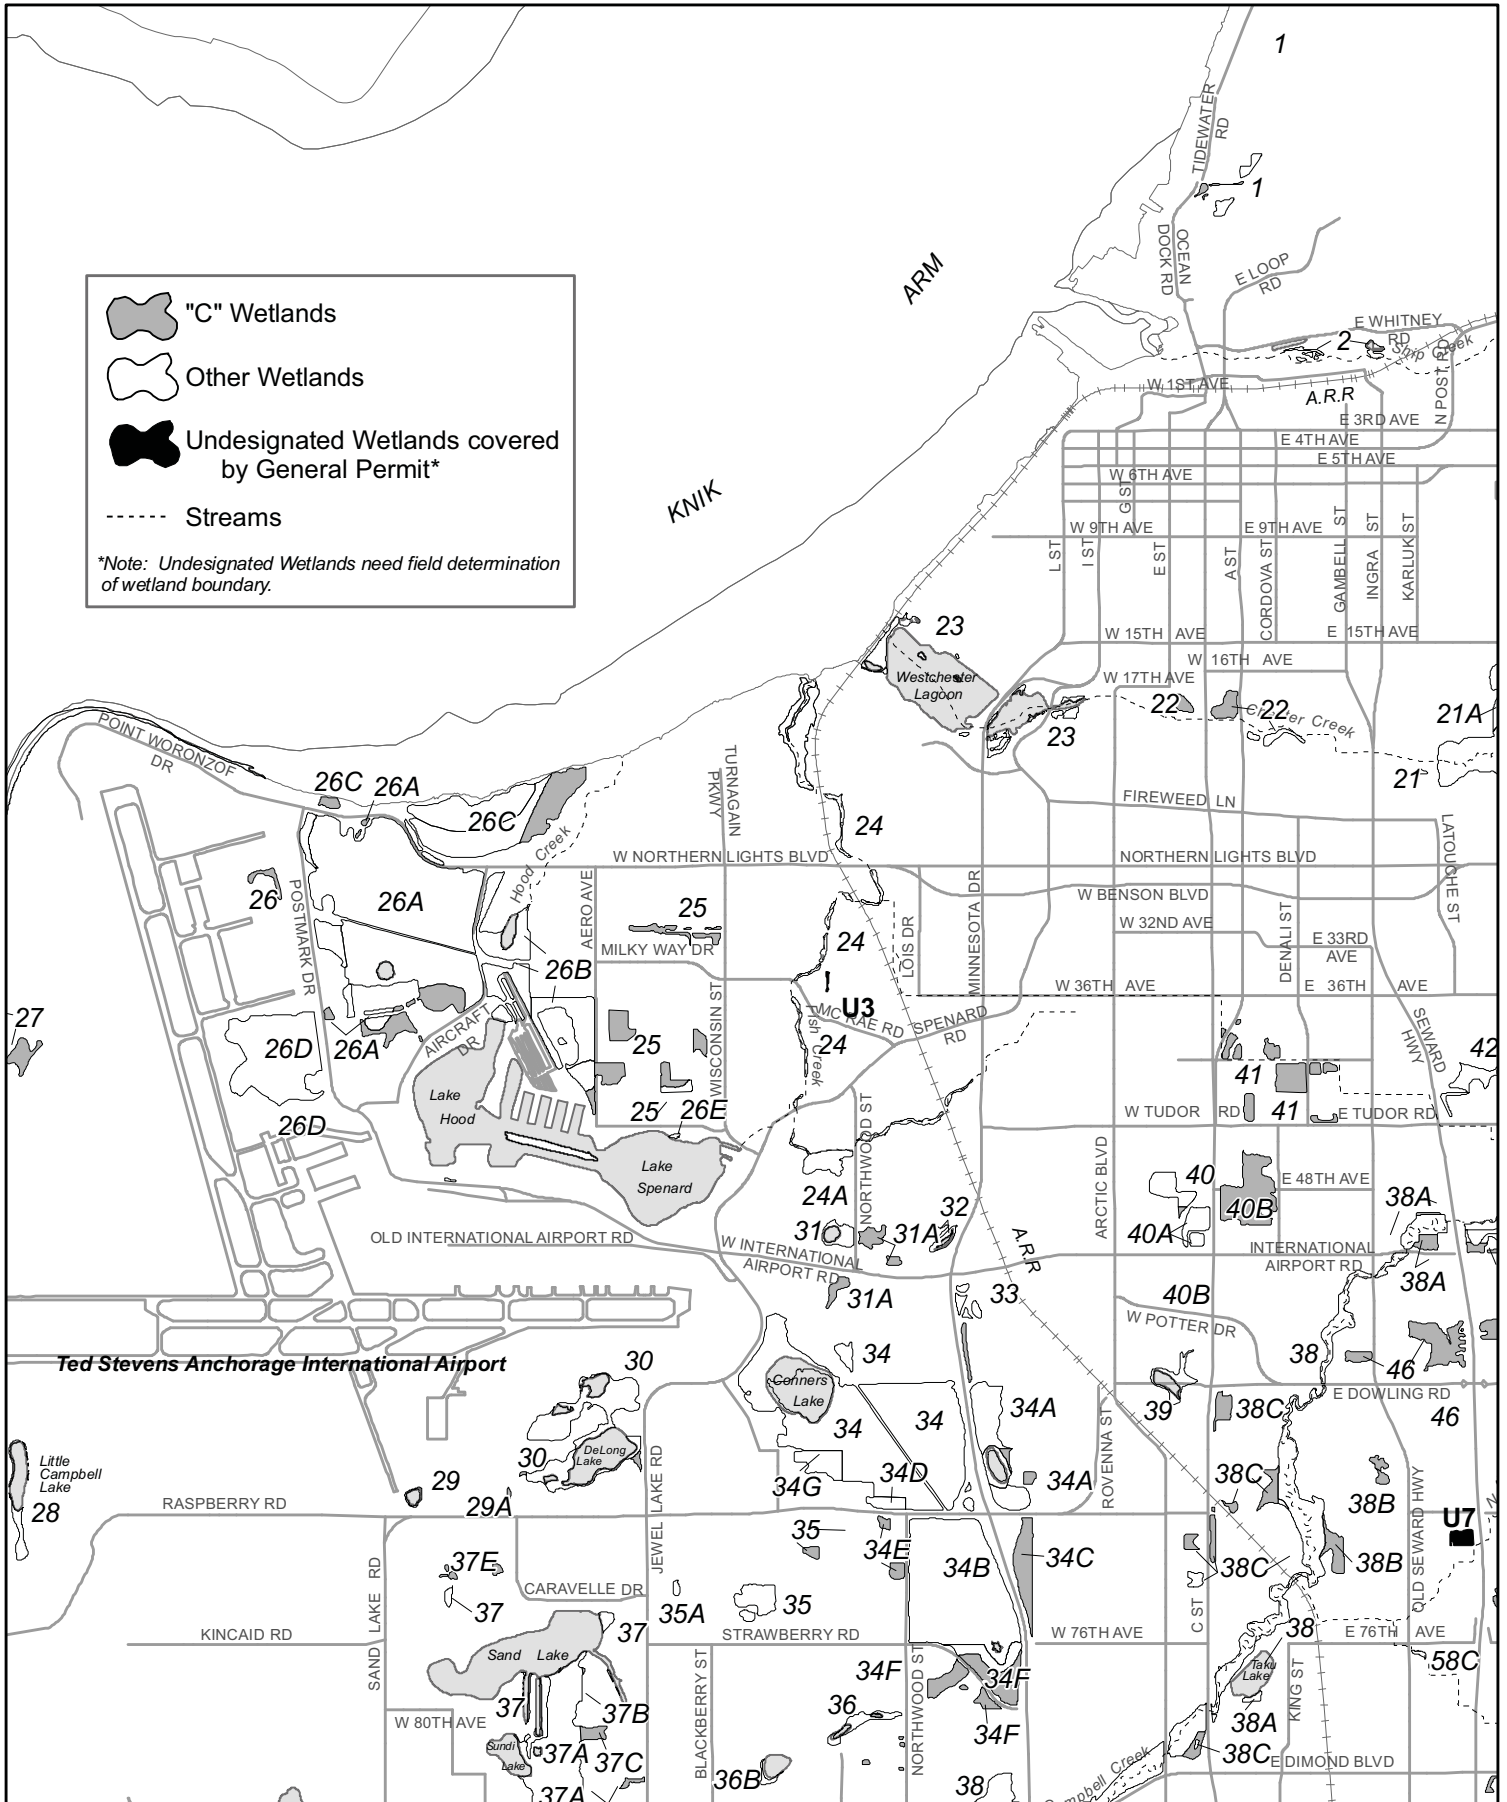 1
TIDEWATER
RD
1
OCEAN
DOCK RD
E LOOP
RD
ARM
KNIK
"C" Wetlands
Other Wetlands
Undesignated Wetlands covered
by General Permit*
Streams
*Note: Undesignated Wetlands need field determination
of wetland boundary.
E WHITNEY
RD
2
Ship Creek
N POST RD
W 1ST AVE
A.R.R
E 3RD AVE
E 4TH AVE
E 5TH AVE
W 6TH AVE
G ST
W 9TH AVE
E 9TH AVE
L ST
I ST
E ST
A ST
CORDOVA ST
GAMBELL ST
INGRA ST
KARLUK ST
23
W 15TH AVE
E 15TH AVE
W 16TH AVE
W 17TH AVE
Westchester
Lagoon
22
22
Chester Creek
23
21A
21
POINT WORONZOF
DR
26C
26A
26C
Hood Creek
TURNAGAIN
PKWY
24
FIREWEED LN
LATOUCHE ST
W NORTHERN LIGHTS BLVD
NORTHERN LIGHTS BLVD
W BENSON BLVD
26
POSTMARK DR
26A
AERO AVE
25
MILKY WAY DR
24
LOIS DR
MINNESOTA DR
W 32ND AVE
DENALI ST
E 33RD
AVE
26B
W 36TH AVE
E 36TH AVE
27
26D
26A
AIRCRAFT
DR
25
WISCONSIN ST
U3
MC RAE RD
SPENARD
RD
Fish Creek
24
SEWARD
HWY
42
41
Lake
Hood
25
26E
26D
NORTHWOOD ST
W TUDOR RD
41
E TUDOR RD
Lake
Spenard
24A
ARCTIC BLVD
40
E 48TH AVE
40B
38A
31
31A
32
40A
OLD INTERNATIONAL AIRPORT RD
W INTERNATIONAL
AIRPORT RD
A.R.R
INTERNATIONAL
AIRPORT RD
38A
31A
33
40B
W POTTER DR
Ted Stevens Anchorage International Airport
30
34
38
46
Conners
Lake
E DOWLING RD
34
34
34A
39
38C
46
Little
Campbell
Lake
28
30
DeLong
Lake
JEWEL LAKE RD
ROVENNA ST
29
29A
34G
34D
34A
38C
38B
OLD SEWARD HWY
U7
RASPBERRY RD
35
34E
34B
34C
38C
38B
37E
37
CARAVELLE DR
35A
35
SAND LAKE RD
C ST
KINCAID RD
37
STRAWBERRY RD
W 76TH AVE
38
E 76TH AVE
Sand Lake
34F
34F
Taku
Lake
58C
37
37B
BLACKBERRY ST
36
NORTHWOOD ST
34F
KING ST
38A
W 80TH AVE
Sundi
Lake
37A
37C
36B
38
38C
E DIMOND BLVD
Campbell Creek
37A